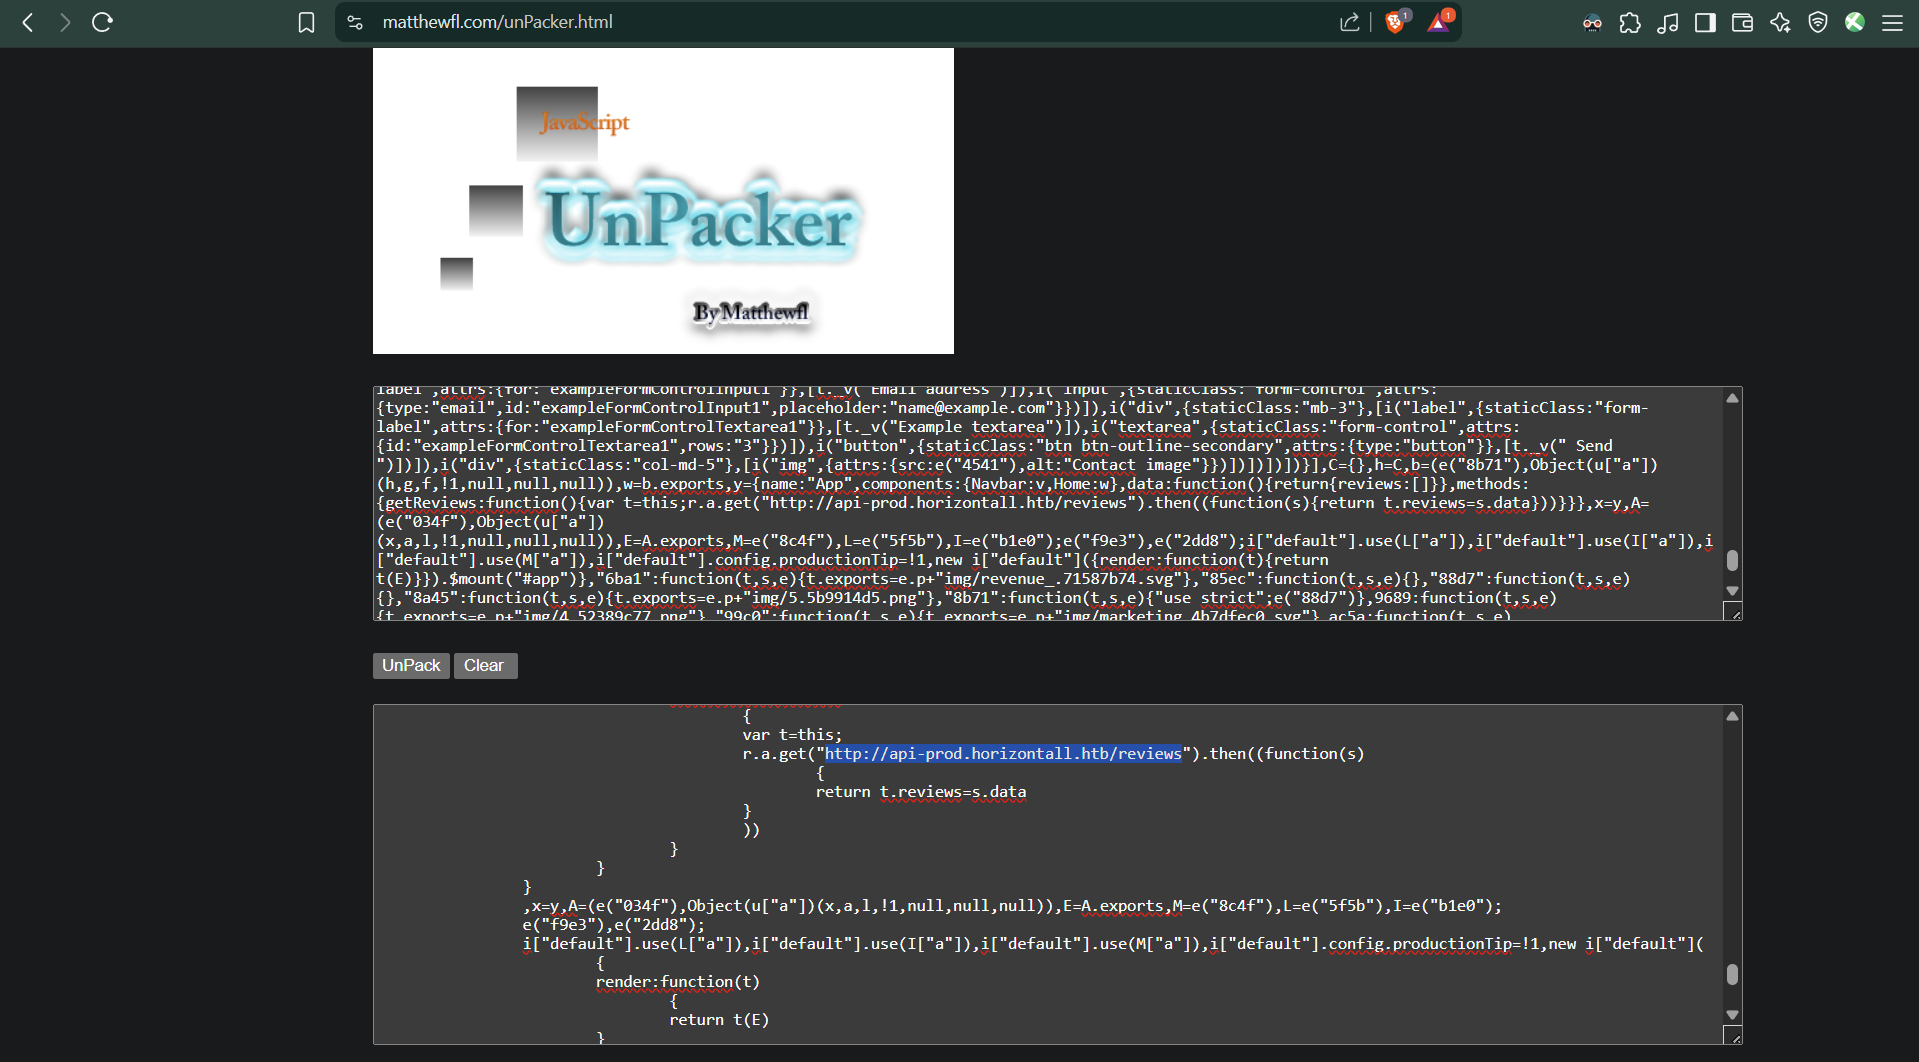 matthewfl.com/unPacker.html
1
1
JavaScript
UnPacker
By Matthewfl
label",attrs:{for:"exampleFormControlInput1"}},[t._v("Email address")]),i("input",{staticClass:"form-control",attrs:
{type:"email",id:"exampleFormControlInput1",placeholder:"name@example.com"}})]),i("div",{staticClass:"mb-3"},[i("label",{staticClass:"form-
label",attrs:{for:"exampleFormControlTextarea1"}},[t._v("Example textarea")]),i("textarea",{staticClass:"form-control",attrs:
{id:"exampleFormControlTextarea1",rows:"3"}})]),i("button",{staticClass:"btn btn-outline-secondary",attrs:{type:"button"}},[t._v(" Send
")])]),i("div",{staticClass:"col-md-5"},[i("img",{attrs:{src:e("4541"),alt:"Contact image"}})])])])])}],C={},h=C,b=(e("8b71"),Object(u["a"])
(h,g,f,!1,null,null,null)),w=b.exports,y={name:"App",components:{Navbar:v,Home:w},data:function(){return{reviews:[]}},methods:
{getReviews:function(){var t=this;r.a.get("http://api-prod.horizontall.htb/reviews").then((function(s){return t.reviews=s.data}))}}},x=y,A=
(e("034f"),Object(u["a"])
(x,a,l,!1,null,null,null)),E=A.exports,M=e("8c4f"),L=e("5f5b"),I=e("b1e0");e("f9e3"),e("2dd8");i["default"].use(L["a"]),i["default"].use(I["a"]),i
["default"].use(M["a"]),i["default"].config.productionTip=!1,new i["default"]({render:function(t){return
t(E)}}).$mount("#app")},"6ba1":function(t,s,e){t.exports=e.p+"img/revenue_.71587b74.svg"},"85ec":function(t,s,e){},"88d7":function(t,s,e)
{},"8a45":function(t,s,e){t.exports=e.p+"img/5.5b9914d5.png"},"8b71":function(t,s,e){"use strict";e("88d7")},9689:function(t,s,e)
{t.exports=e.p+"img/4.52389c77.png"},"99c0":function(t,s,e){t.exports=e.p+"img/marketing.4b7dfec0.svg"},ac5a:function(t,s,e)
UnPack Clear
{
var t=this;
r.a.get("http://api-prod.horizontall.htb/reviews").then((function(s)
{
return t.reviews=s.data
}
))
}
}
}
,x=y,A=(e("034f"),Object(u["a"])(x,a,l,!1,null,null,null)),E=A.exports,M=e("8c4f"),L=e("5f5b"),I=e("b1e0");
e("f9e3"),e("2dd8");
i["default"].use(L["a"]),i["default"].use(I["a"]),i["default"].use(M["a"]),i["default"].config.productionTip=!1,new i["default"](
{
render:function(t)
{
return t(E)
}